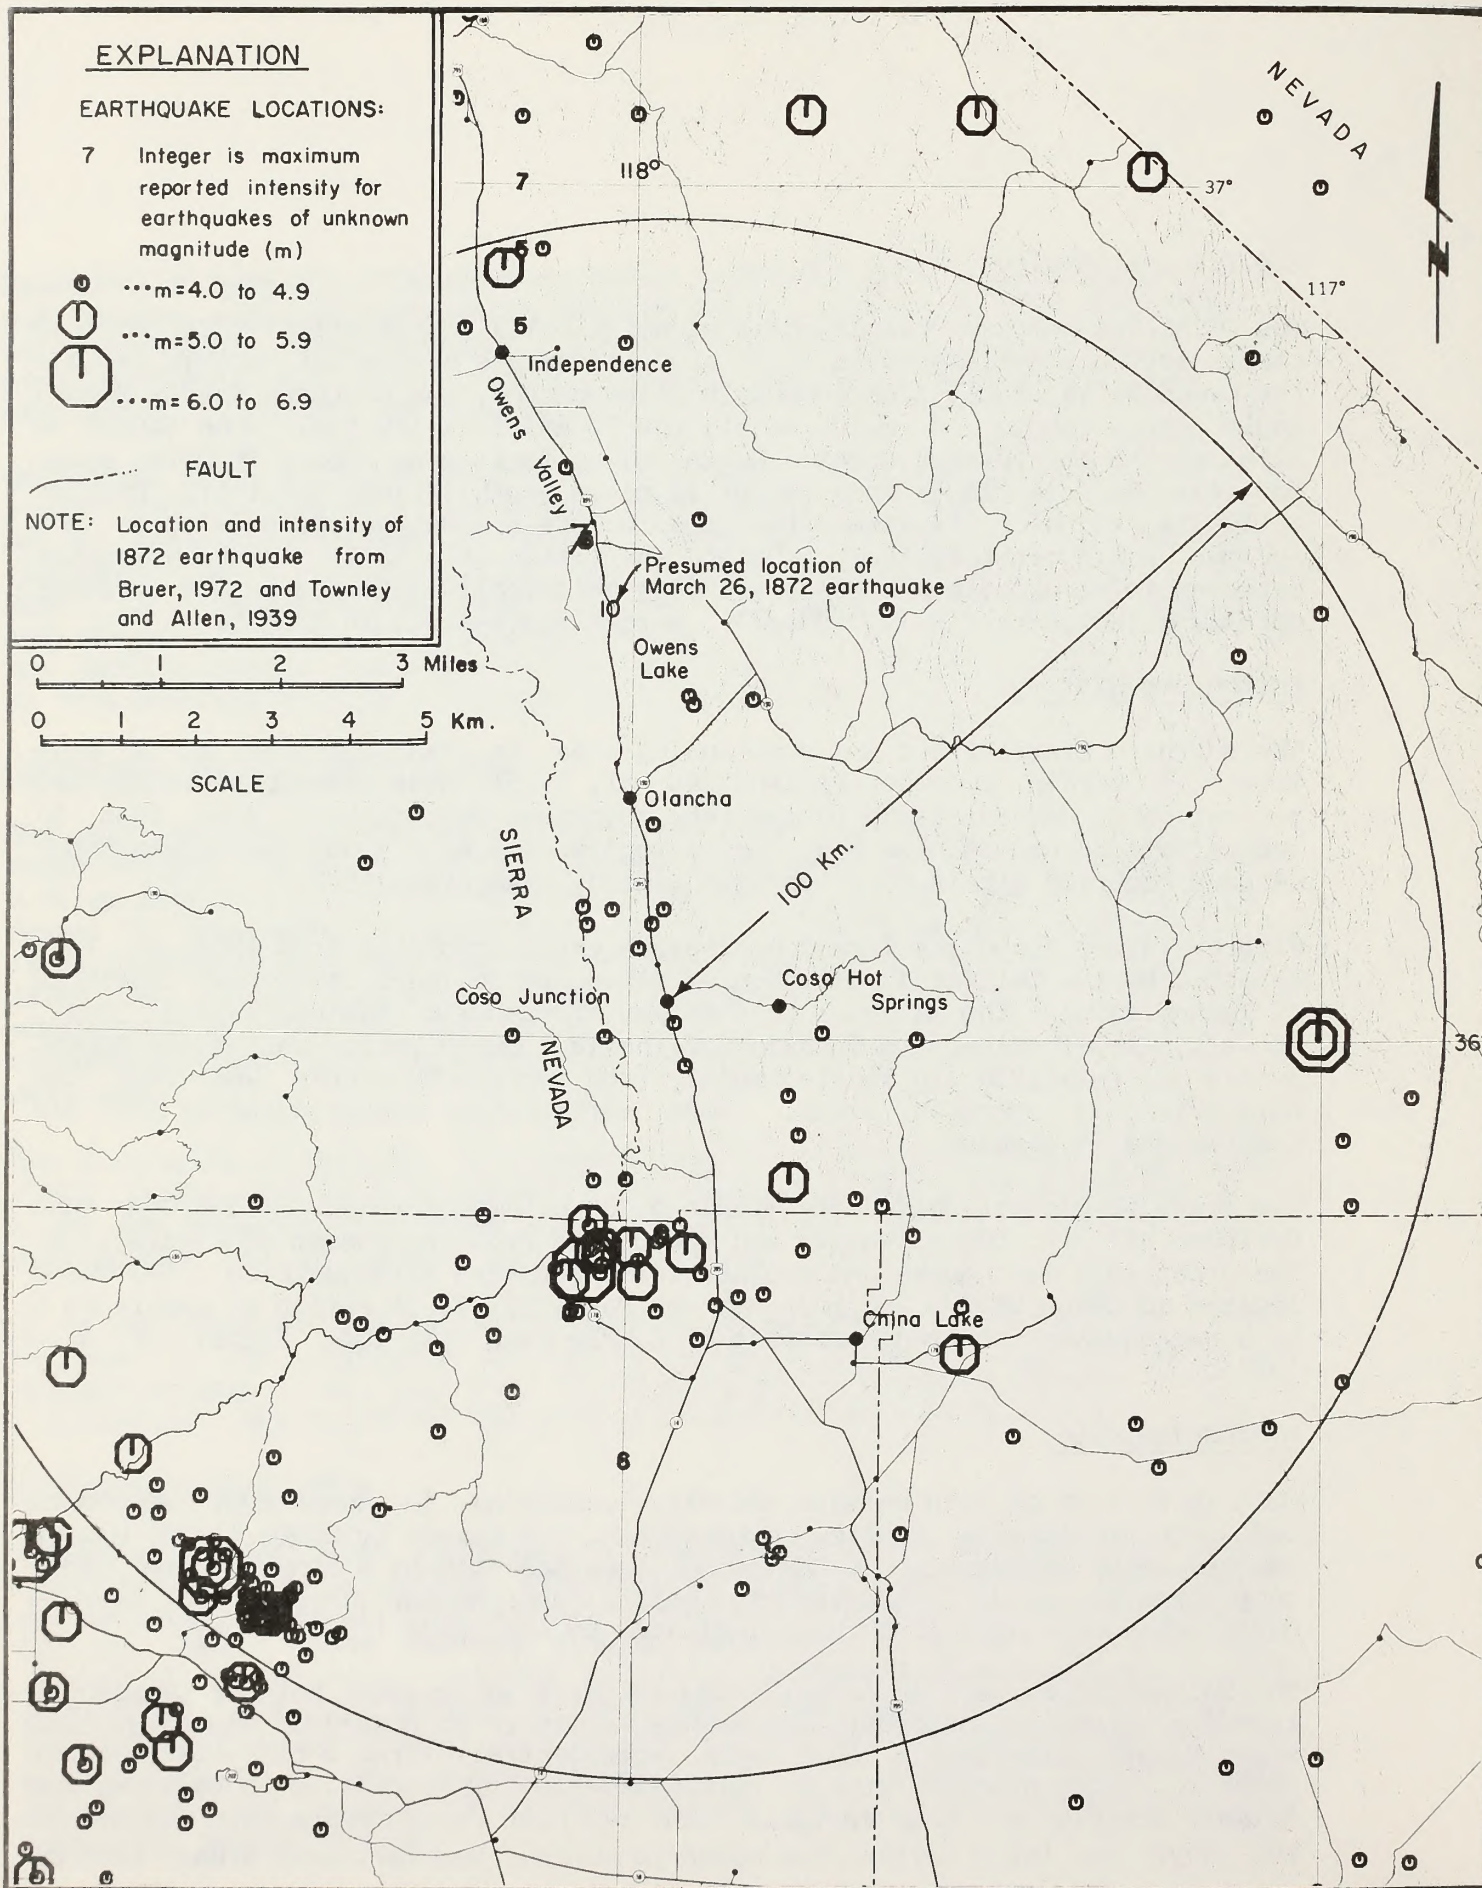 EXPLANATION
EARTHQUAKE LOCATIONS:
7 Integer is maximum
reported intensity for
earthquakes of unknown
magnitude (m)
•••m=4.0 to 4.9
•••m=5.0 to 5.9
•••m=6.0 to 6.9
FAULT
NOTE: Location and intensity of
1872 earthquake from
Bruer, 1972 and Townley
and Allen, 1939
0 1 2 3 Miles
0 1 2 3 4 5 Km.
SCALE
NEVADA
118°
37°
117°
7
5
Independence
Owens
Valley
Presumed location of
March 26, 1872 earthquake
10
Owens
Lake
Olancha
SIERRA
NEVADA
100 Km.
Coso Junction
Coso Hot
Springs
36
China Lake
6